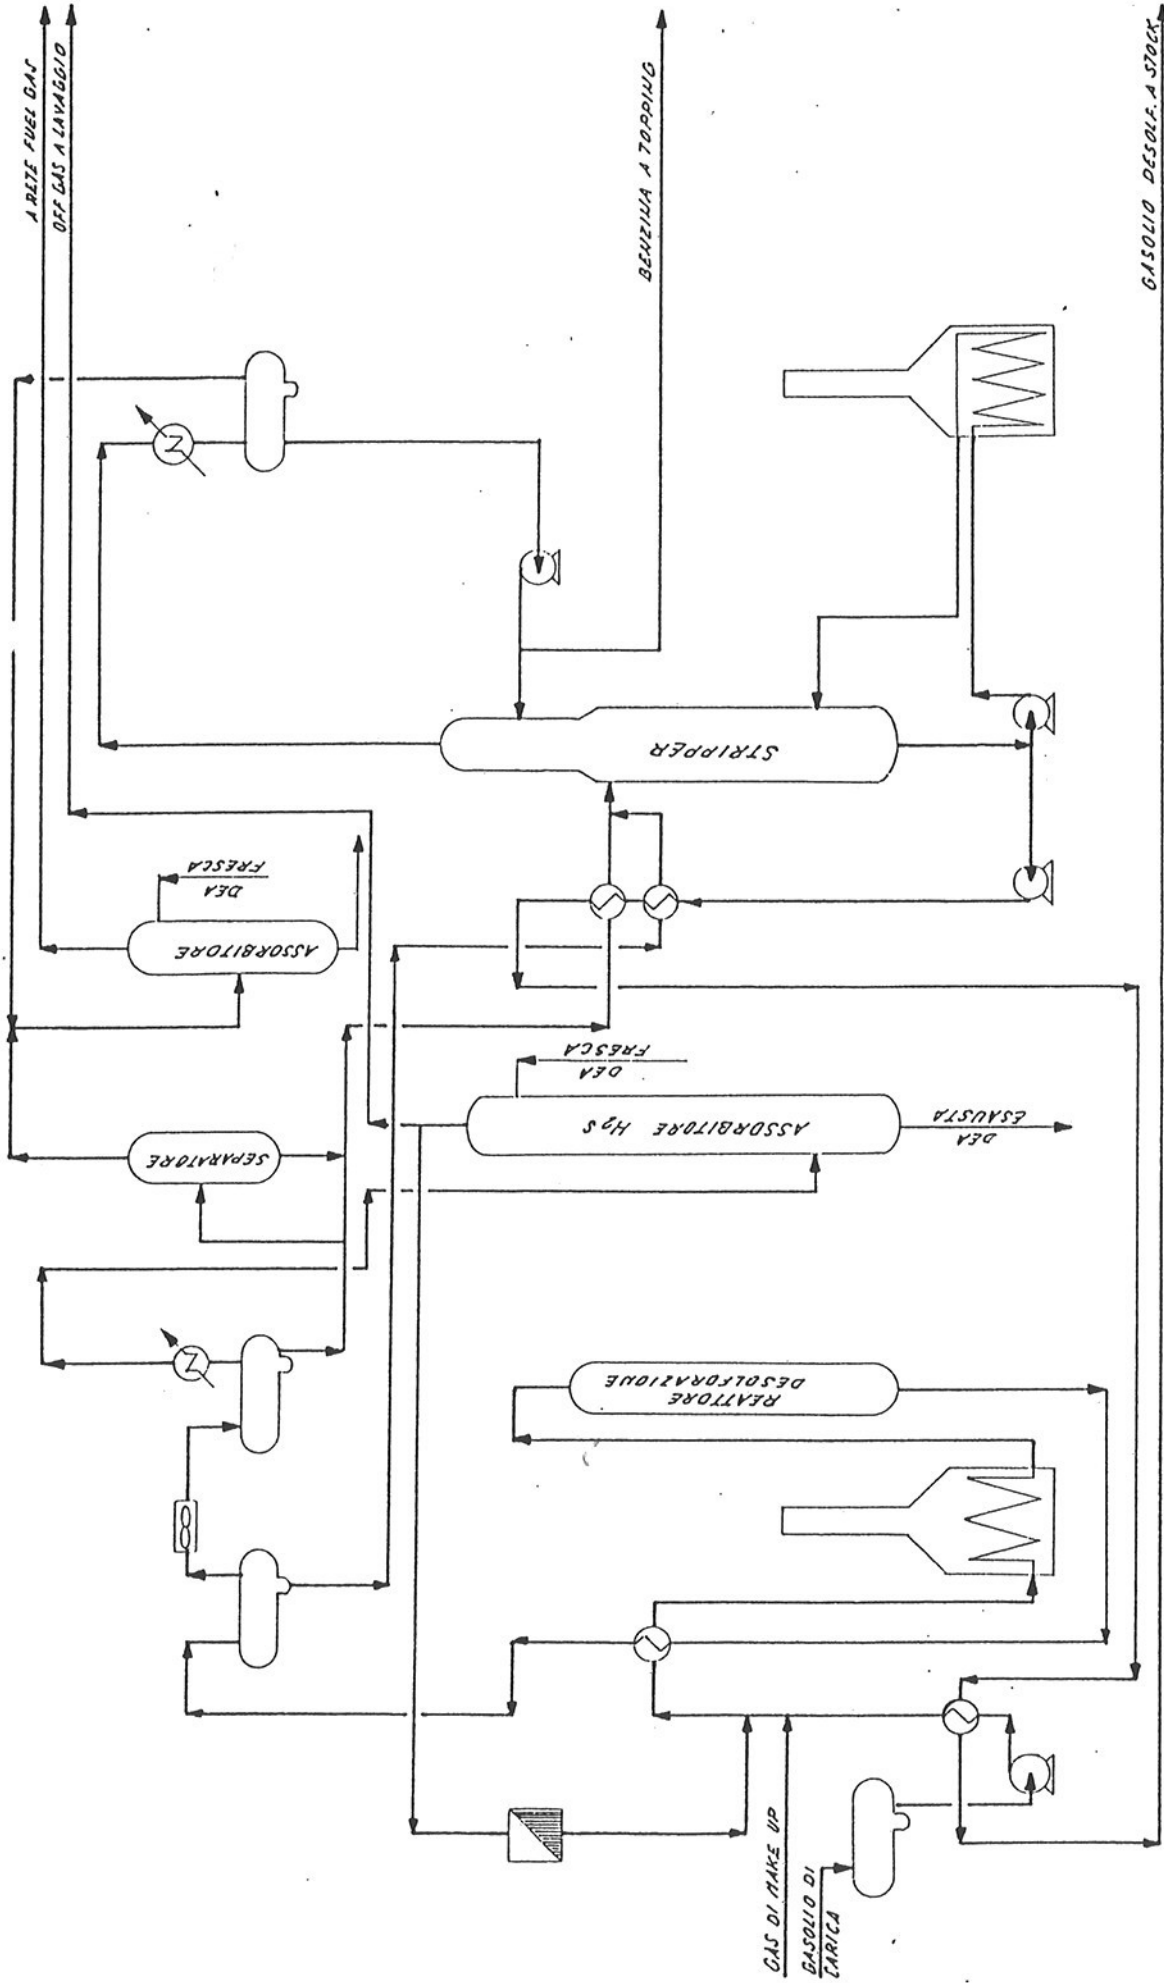 A RETE FUEL GAS
OFF GAS A LAVAGGIO
BENZINA A TOPPING
GASOLIO DESOLF. A STOCK
STRIPPER
DEA
FRESCA
ASSORBITORE
DEA
FRESCA
ASSORBITORE H2S
DEA
ESAUSTA
SEPARATORE
REATTORE
DESOLFORAZIONE
GAS DI MAKE UP
GASOLIO DI
CARICA